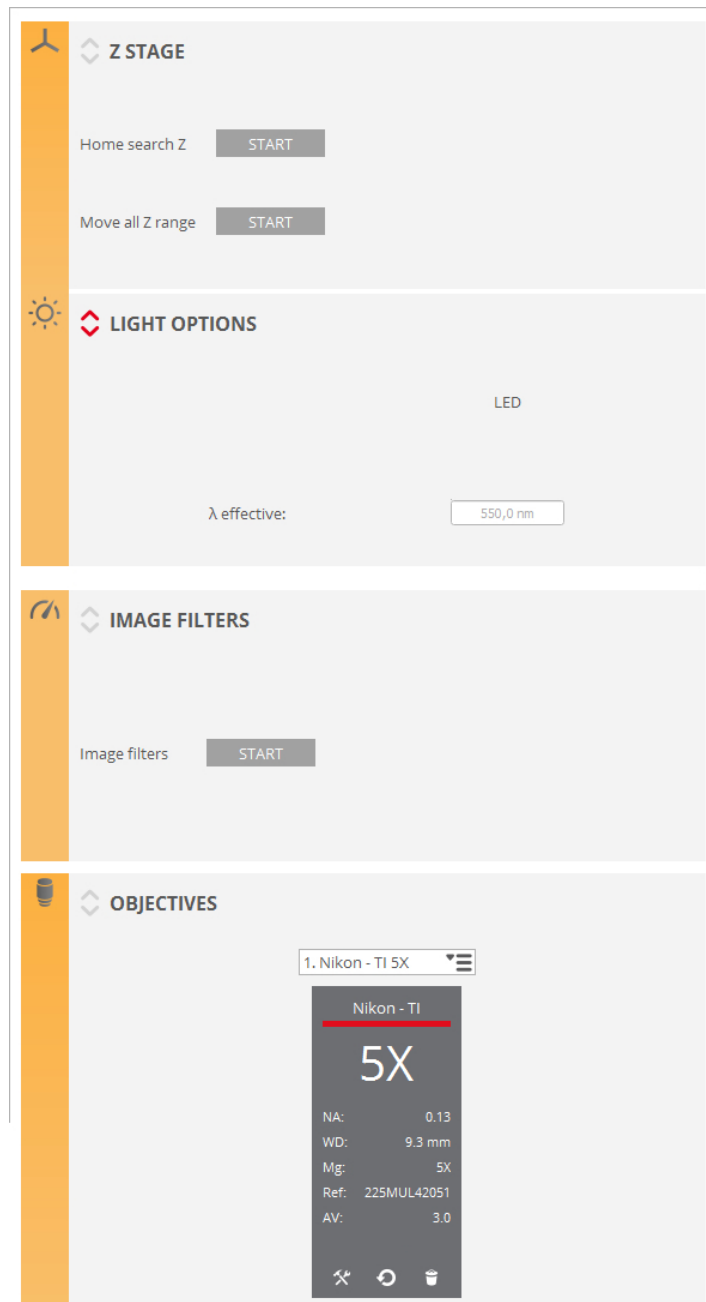 Z STAGE
Home search Z START
Move all Z range START
LIGHT OPTIONS
LED
λ effective: 550,0 nm
IMAGE FILTERS
Image filters START
OBJECTIVES
1. Nikon - TI 5X
Nikon - TI
5X
NA: 0.13
WD: 9.3 mm
Mg: 5X
Ref: 225MUL42051
AV: 3.0